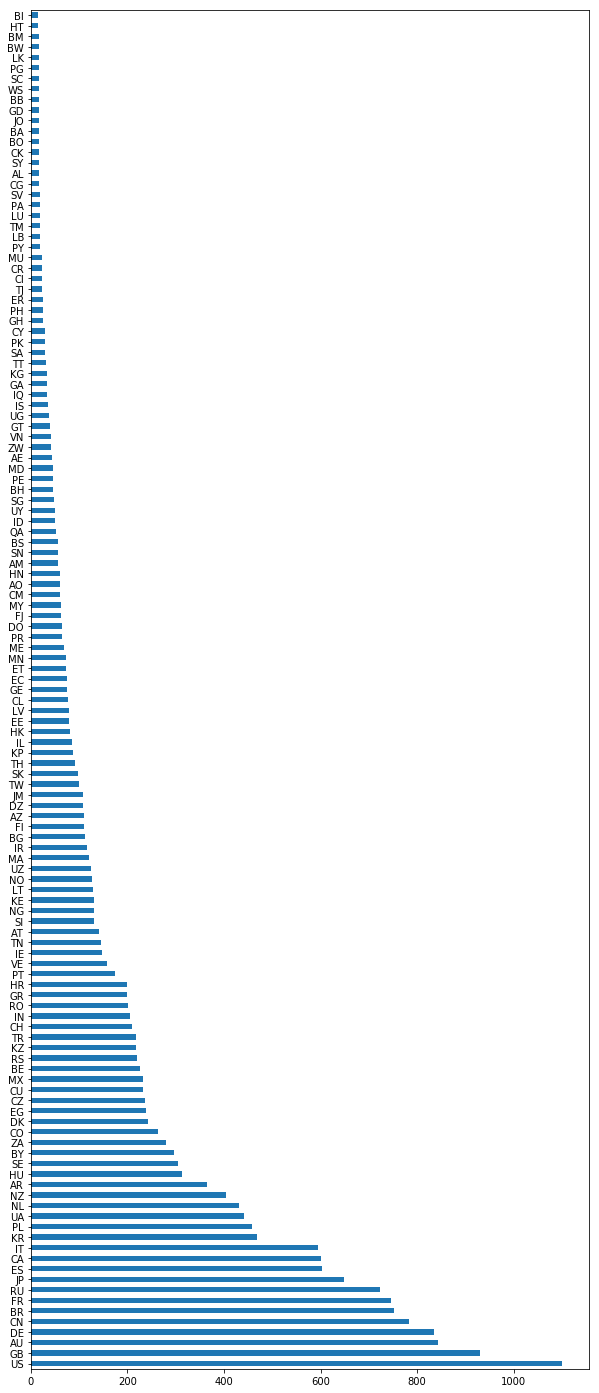 BI
HT
BM
BW
LK
PG
SC
WS
BB
GD
JO
BA
BO
CK
SY
AL
CG
SV
PA
LU
TM
LB
PY
MU
CR
CI
TJ
ER
PH
GH
CY
PK
SA
TT
KG
GA
IQ
IS
UG
GT
VN
ZW
AE
MD
PE
BH
SG
UY
ID
QA
BS
SN
AM
HN
AO
CM
MY
FJ
DO
PR
ME
MN
ET
EC
GE
CL
LV
EE
HK
IL
KP
TH
SK
TW
JM
DZ
AZ
FI
BG
IR
MA
UZ
NO
LT
KE
NG
SI
AT
TN
IE
VE
PT
HR
GR
RO
IN
CH
TR
KZ
RS
BE
MX
CU
CZ
EG
DK
CO
ZA
BY
SE
HU
AR
NZ
NL
UA
PL
KR
IT
CA
ES
JP
RU
FR
BR
CN
DE
AU
GB
US
0 200 400 600 800 1000